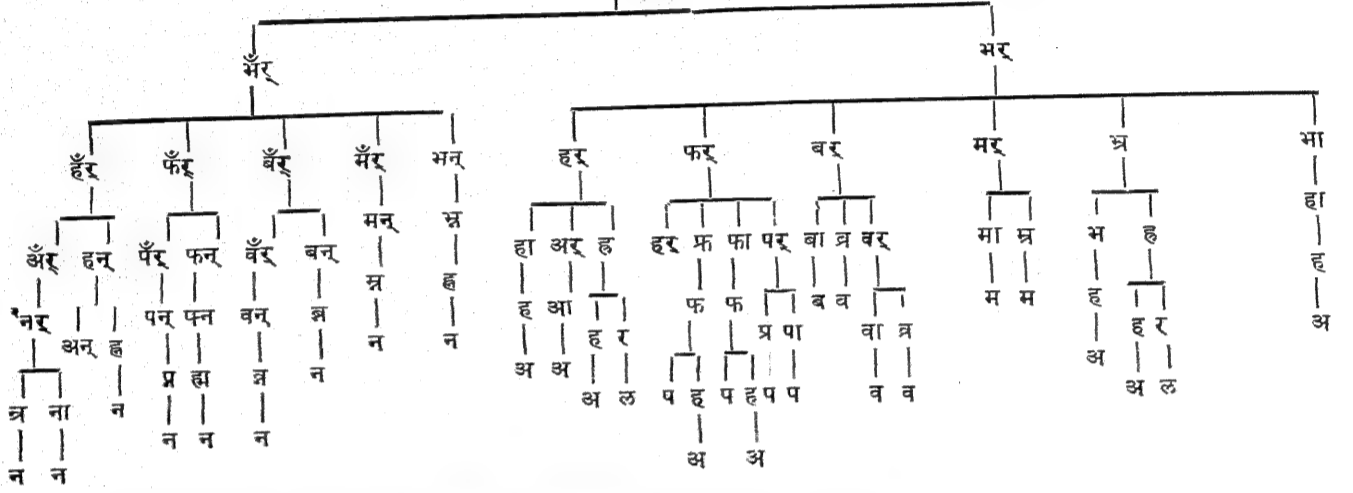 भँर् भर्
हँर् फँर् बँर् मँर् भन् हर् फर् बर् मर् भ्र भा
अँर् हन् पँर् फन् वँर् बन् मन् भ्न हा अर् ह्र हर् फ्र फा पर् बा व्र वर् मा म्र भ ह्र हा
नर् अन् ह्न पन् फ्न वन् ब्न म्न ह्न ह आ ह र फ फ प्र पा ब व वा व्र म म ह ह र ह
न्र ना न प्न ह्म व्न न न न अ अ अ ल प ह प ह प प व व अ अ ल अ
न न न न न अ अ